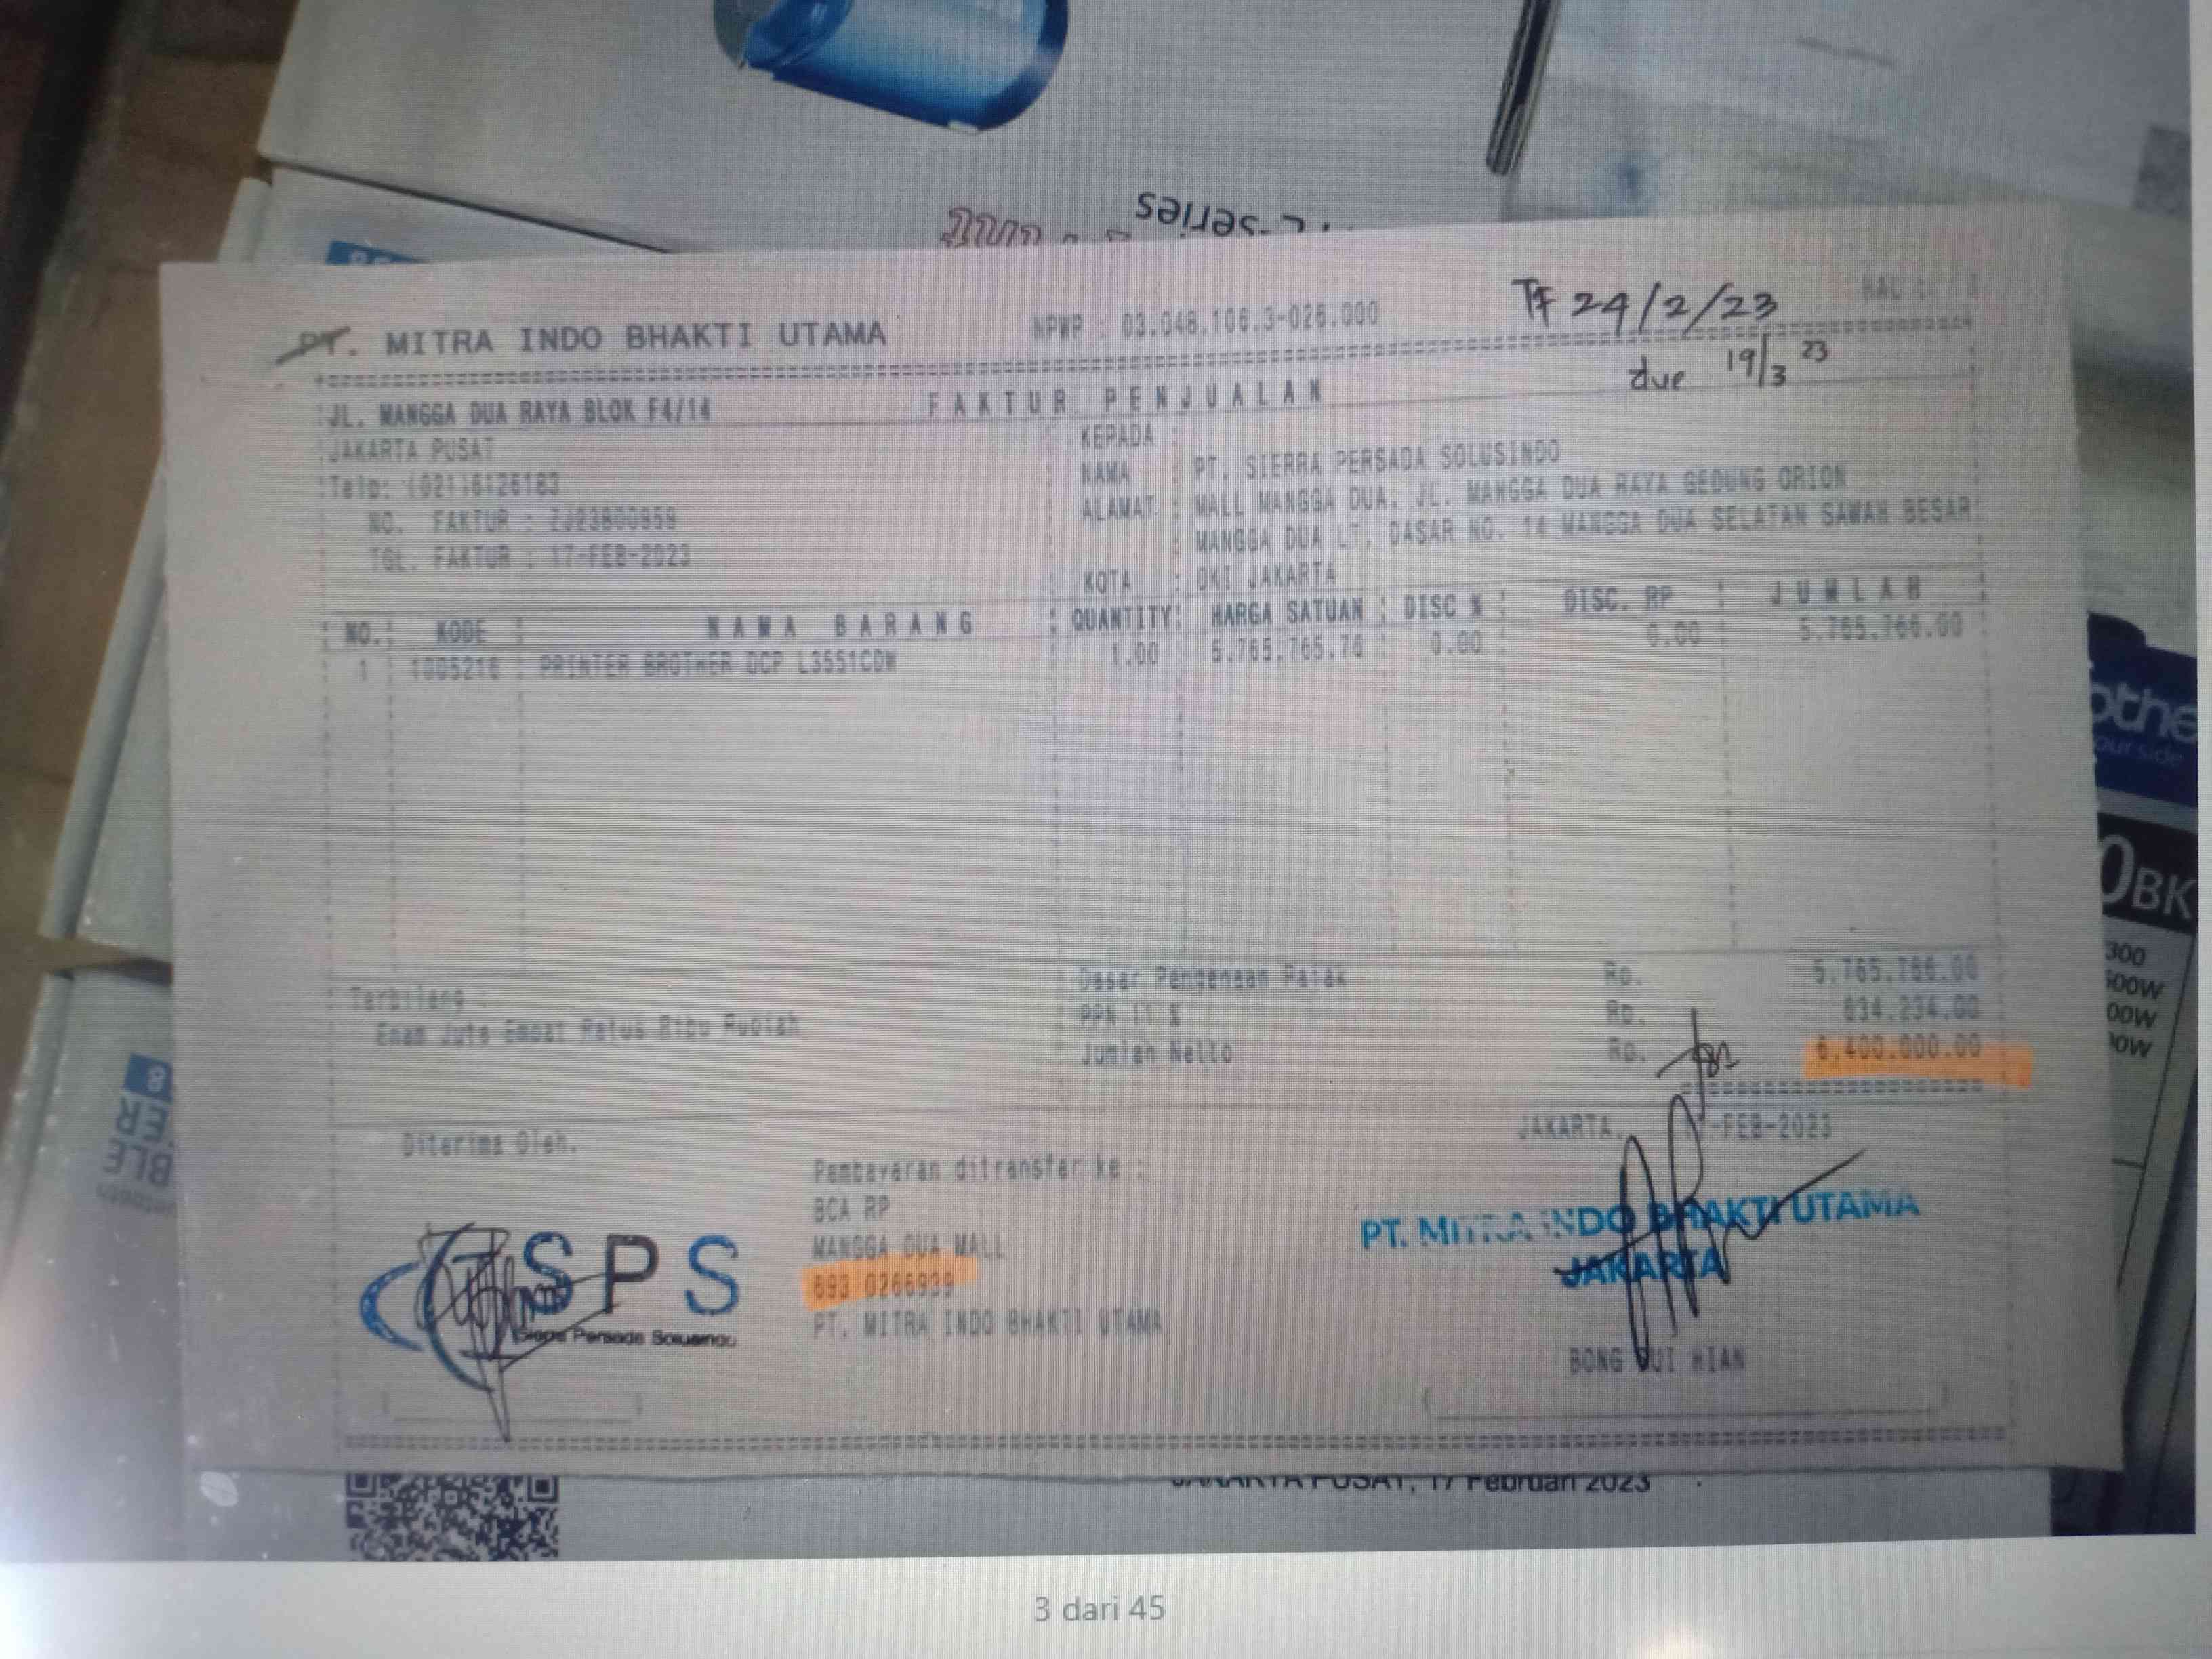 C-series
PT. MITRA INDO BHAKTI UTAMA NPWP : 03.048.106.3-026.000 TF 24/2/23 HAL : 1
due 19/3 23
JL. MANGGA DUA RAYA BLOK F4/14 FAKTUR PENJUALAN
JAKARTA PUSAT KEPADA :
Telp: (021)6126183 NAMA : PT. SIERRA PERSADA SOLUSINDO
NO. FAKTUR : ZJ23B00959 ALAMAT : MALL MANGGA DUA, JL. MANGGA DUA RAYA GEDUNG ORION
TGL. FAKTUR : 17-FEB-2023 : MANGGA DUA LT. DASAR NO. 14 MANGGA DUA SELATAN SAWAH BESAR
KOTA : DKI JAKARTA
NO. KODE NAMA BARANG QUANTITY HARGA SATUAN DISC % DISC. RP JUMLAH
1 1005216 PRINTER BROTHER DCP L3551CDW 1.00 5.765.765.76 0.00 0.00 5.765.766.00
Terbilang : Dasar Pengenaan Pajak Rp. 5.765.766.00
Enam Juta Empat Ratus Ribu Rupiah PPN 11 % Rp. 634.234.00
Jumlah Netto Rp. 6.400.000.00
Diterima Oleh. JAKARTA. -FEB-2023
Pembayaran ditransfer ke :
BCA RP
MANGGA DUA MALL
693 0266939
PT. MITRA INDO BHAKTI UTAMA
SPS
Persada Solusindo
PT. MITRA INDO BHAKTI UTAMA
JAKARTA
BONG HIAN
JAKARTA PUSAT, 17 Februari 2023
0BK
300
3 dari 45